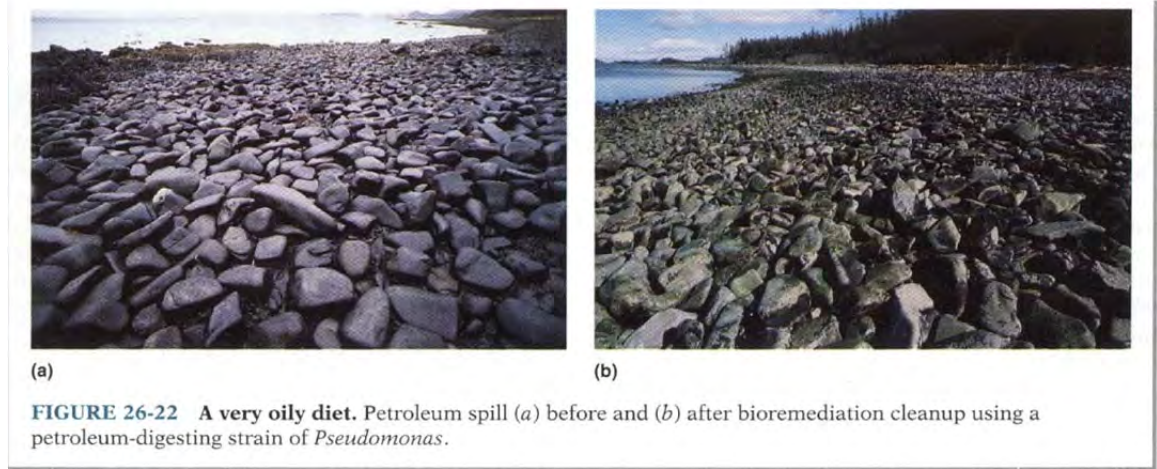 (a)
(b)
FIGURE 26-22 A very oily diet. Petroleum spill (a) before and (b) after bioremediation cleanup using a
petroleum-digesting strain of Pseudomonas.